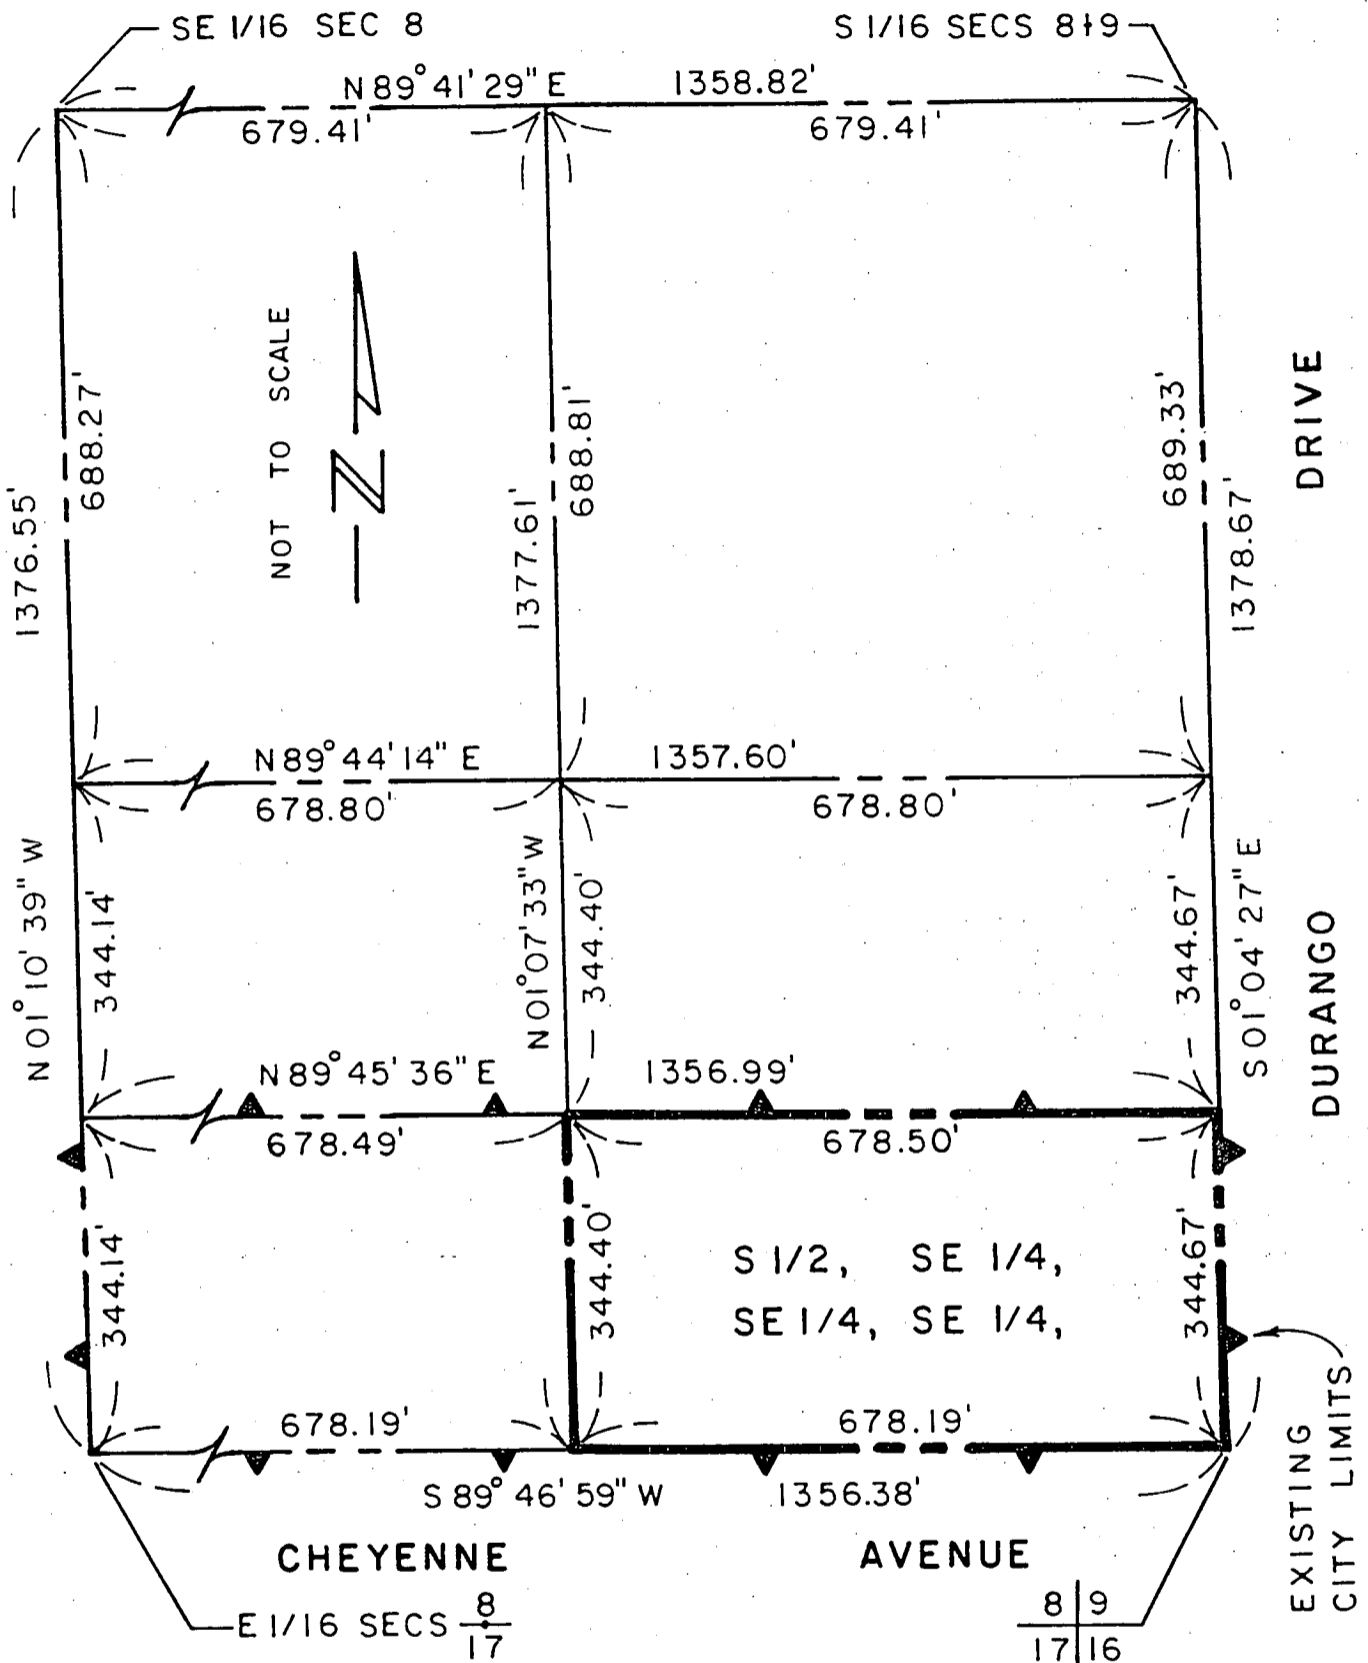 SE 1/16 SEC 8
S 1/16 SECS 8+9
N 89° 41' 29" E
1358.82'
679.41'
679.41'
NOT TO SCALE
N
1376.55'
688.27'
1377.61'
688.81'
689.33'
1378.67'
DRIVE
N 89° 44' 14" E
1357.60'
678.80'
678.80'
N 01° 10' 39" W
344.14'
N 01° 07' 33" W
344.40'
344.67'
S 01° 04' 27" E
DURANGO
N 89° 45' 36" E
1356.99'
678.49'
678.50'
344.14'
344.40'
S 1/2, SE 1/4,
SE 1/4, SE 1/4,
344.67'
678.19'
678.19'
S 89° 46' 59" W
1356.38'
EXISTING
CITY LIMITS
CHEYENNE
AVENUE
E 1/16 SECS 8
17
8 | 9
17 | 16